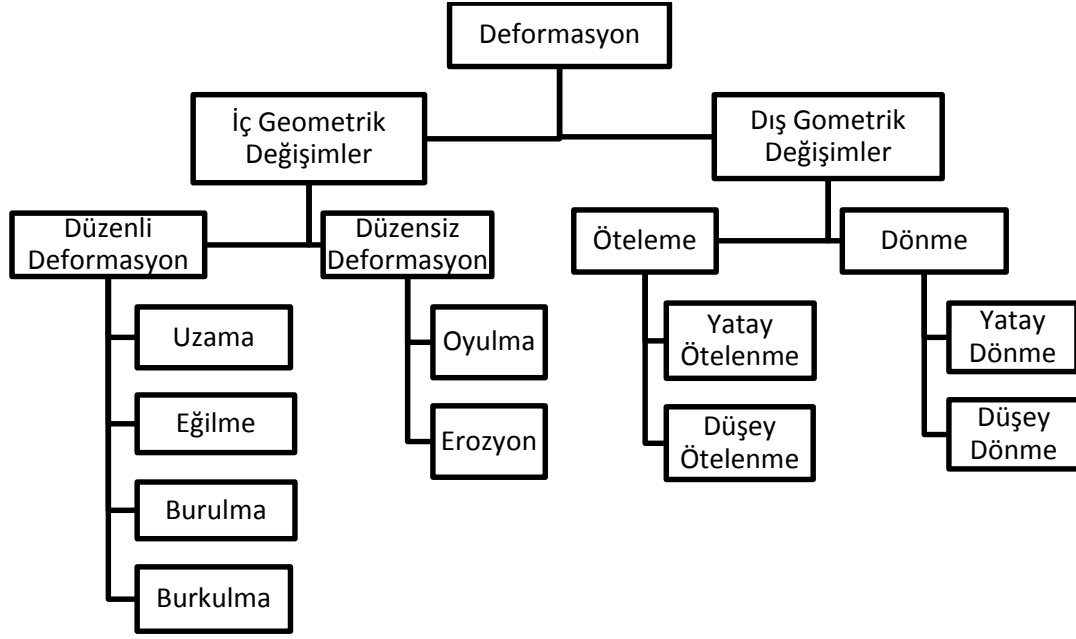 Deformasyon
İç Geometrik
Değişimler
Dış Gometrik
Değişimler
Düzenli
Deformasyon
Düzensiz
Deformasyon
Öteleme
Dönme
Uzama
Eğilme
Burulma
Burkulma
Oyulma
Erozyon
Yatay
Ötelenme
Düşey
Ötelenme
Yatay
Dönme
Düşey
Dönme